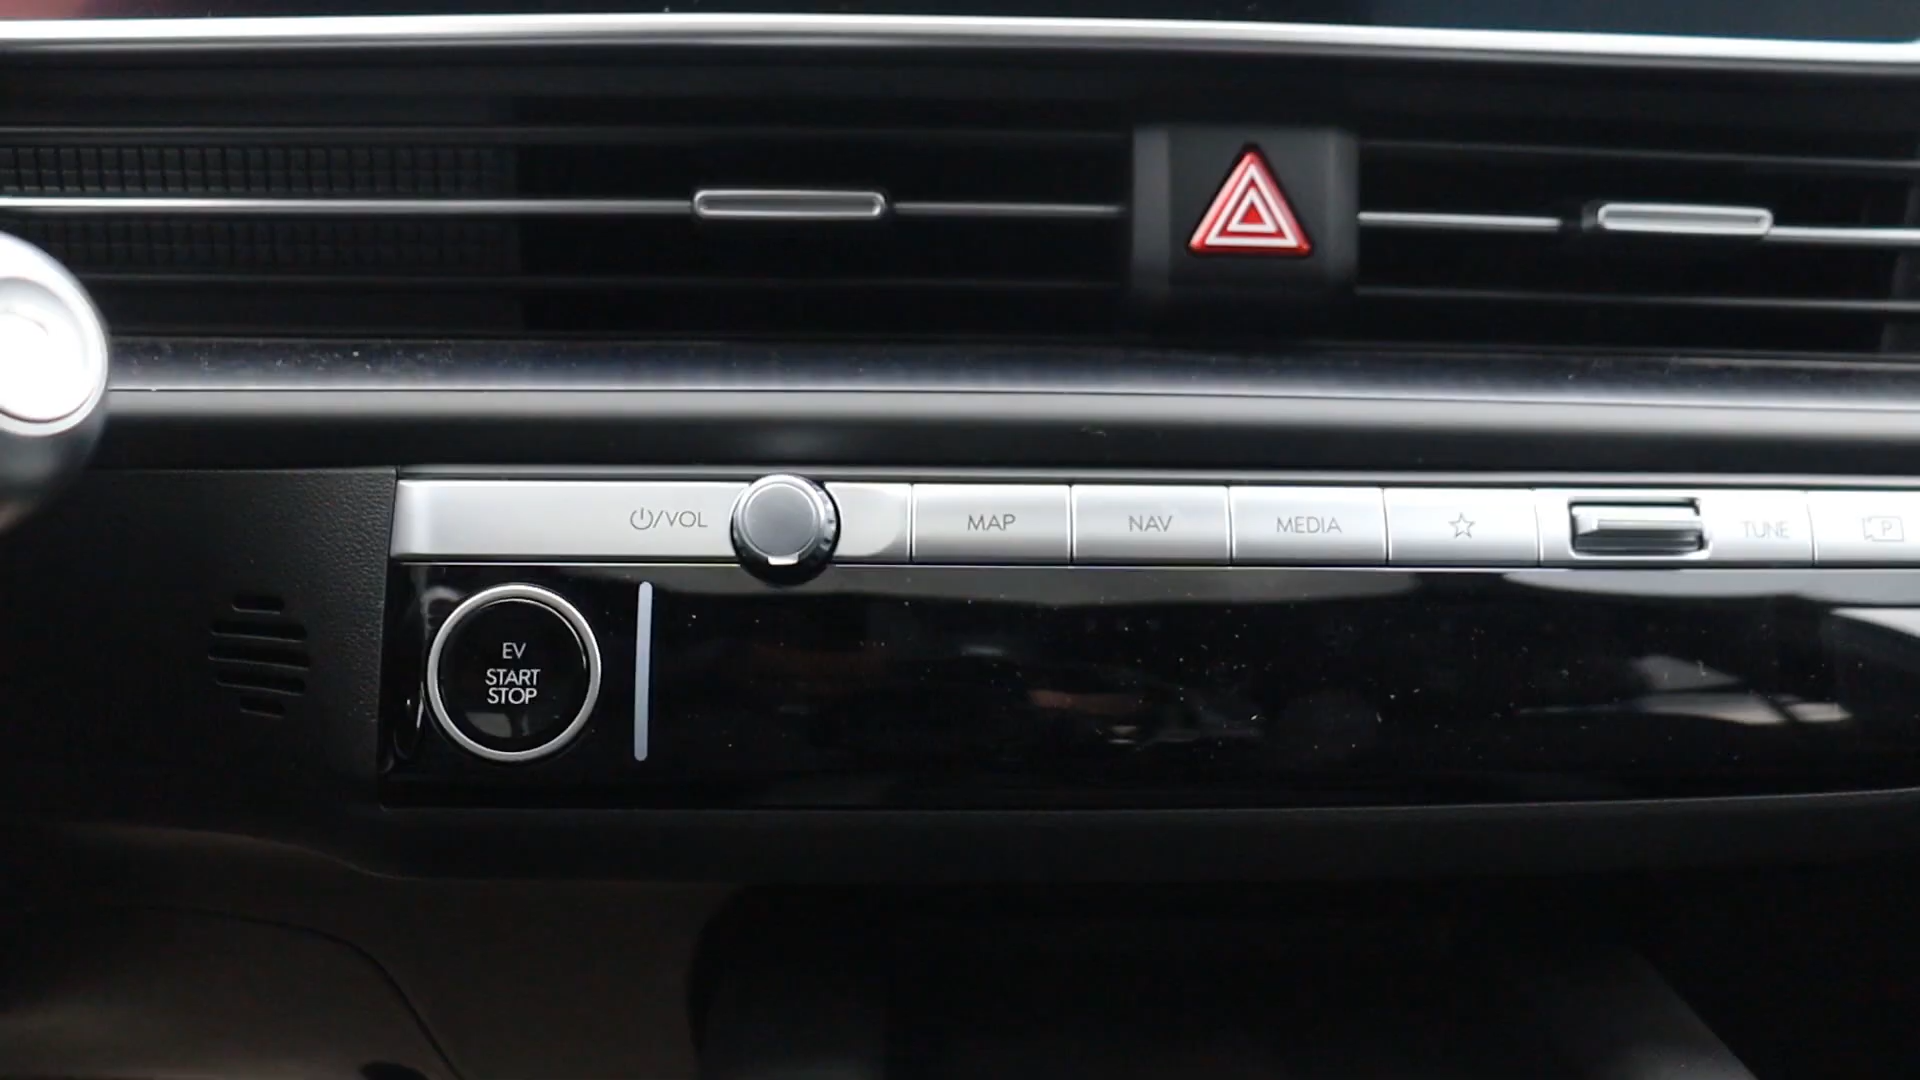 ⏻/VOL
MAP
NAV
MEDIA
☆
TUNE
P
EV
START
STOP